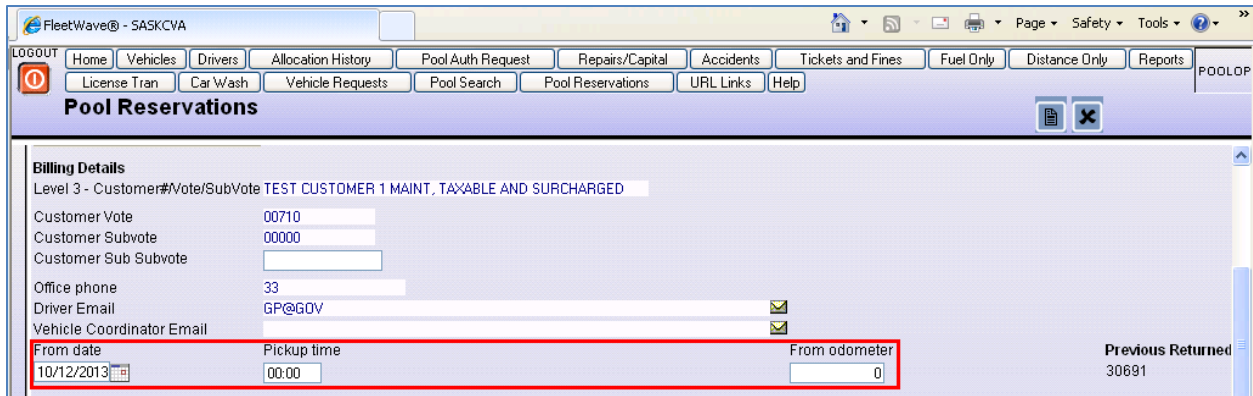 FleetWave® - SASKCVA
Page Safety Tools »
LOGOUT Home Vehicles Drivers Allocation History Pool Auth Request Repairs/Capital Accidents Tickets and Fines Fuel Only Distance Only Reports
License Tran Car Wash Vehicle Requests Pool Search Pool Reservations URL Links Help POOLOP
Pool Reservations
Billing Details
Level 3 - Customer#/Vote/SubVote TEST CUSTOMER 1 MAINT, TAXABLE AND SURCHARGED
Customer Vote 00710
Customer Subvote 00000
Customer Sub Subvote
Office phone 33
Driver Email GP@GOV
Vehicle Coordinator Email
From date Pickup time From odometer Previous Returned
10/12/2013 00:00 0 30691